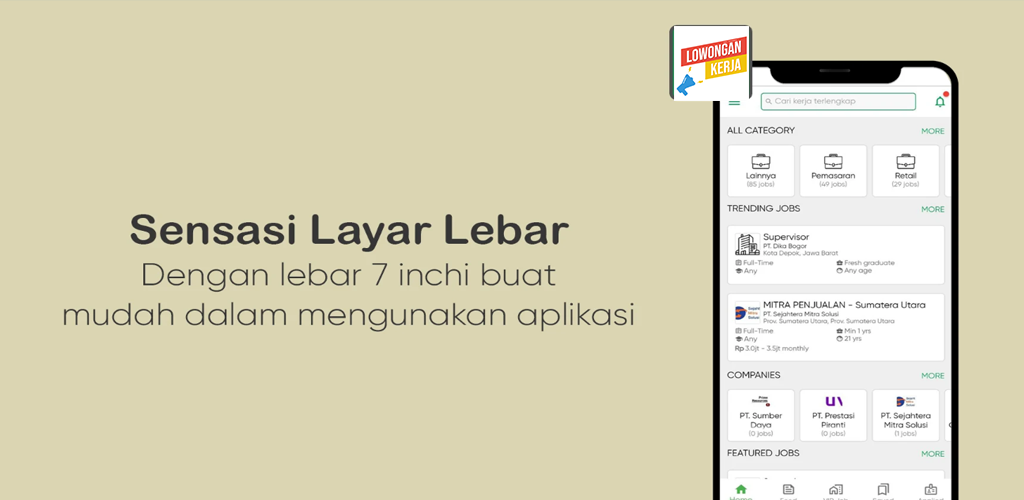 LOWONGAN
KERJA
Sensasi Layar Lebar
Dengan lebar 7 inchi buat
mudah dalam mengunakan aplikasi
Cari kerja terlengkap
ALL CATEGORY MORE
Lainnya
(85 jobs)
Pemasaran
(49 jobs)
Retail
(29 jobs)
TRENDING JOBS MORE
Supervisor
PT. Dika Bogor
Kota Depok, Jawa Barat
Full-Time Fresh graduate
Any Any age
MITRA PENJUALAN - Sumatera Utara
PT. Sejahtera Mitra Solusi
Prov. Sumatera Utara, Prov. Sumatera Utara
Full-Time Min 1 yrs
Any 21 yrs
Rp 3.0jt - 3.5jt monthly
COMPANIES MORE
PT. Sumber
Daya
(0 jobs)
PT. Prestasi
Piranti
(0 jobs)
PT. Sejahtera
Mitra Solusi
(1 jobs)
FEATURED JOBS MORE